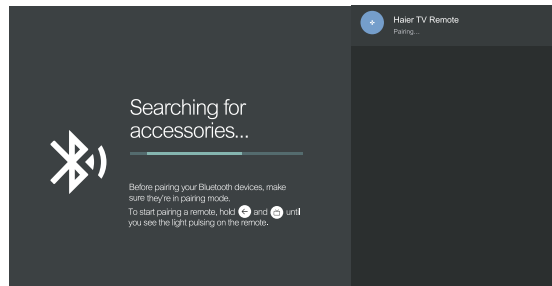 Searching for
accessories...
Before pairing your Bluetooth devices, make
sure they're in pairing mode.
To start pairing a remote, hold and until
you see the light pulsing on the remote.
Haier TV Remote
Pairing...